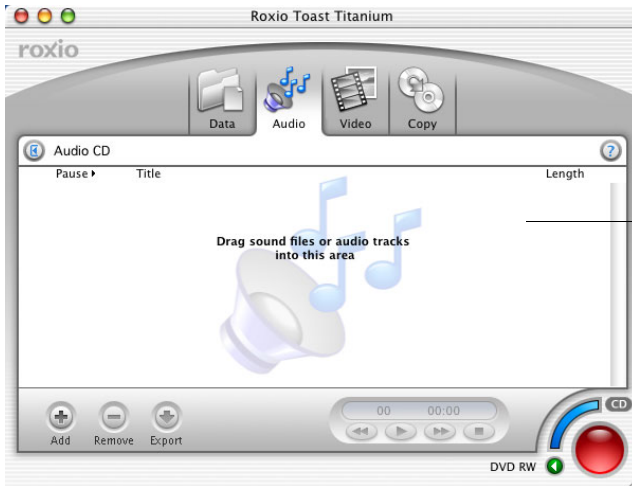 Roxio Toast Titanium
roxio
Data Audio Video Copy
Audio CD ?
Pause Title Length
Drag sound files or audio tracks
into this area
00 00:00
CD
Add Remove Export
DVD RW